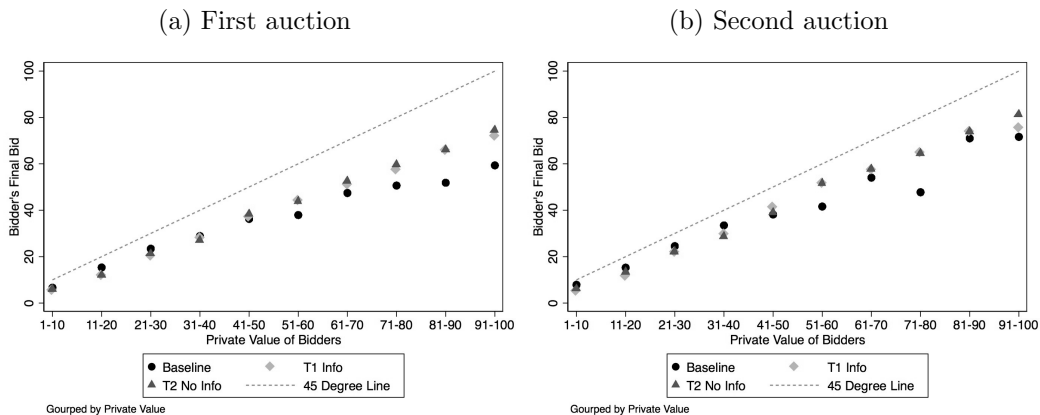 (a) First auction
Bidder's Final Bid
100
80
60
40
20
0
1-10 11-20 21-30 31-40 41-50 51-60 61-70 71-80 81-90 91-100
Private Value of Bidders
Baseline T1 Info
T2 No Info 45 Degree Line
Gourped by Private Value
(b) Second auction
Bidder's Final Bid
100
80
60
40
20
0
1-10 11-20 21-30 31-40 41-50 51-60 61-70 71-80 81-90 91-100
Private Value of Bidders
Baseline T1 Info
T2 No Info 45 Degree Line
Gourped by Private Value